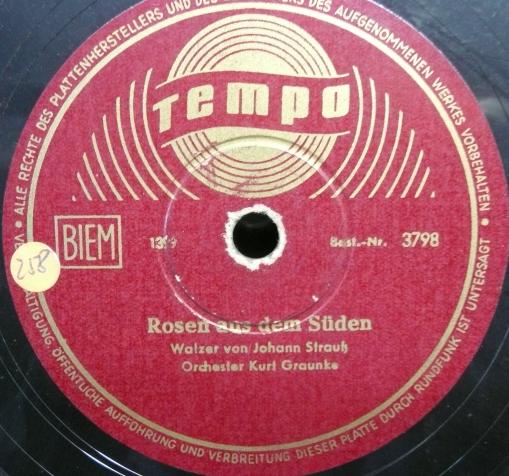 ALLE RECHTE DES PLATTENHERSTELLERS UND DES
DES AUFGENOMMENEN WERKES VORBEHALTEN •
Tempo
BIEM
Best.-Nr. 3798
258
Rosen aus dem Süden
Walzer von Johann Strauß
Orchester Kurt Graunke
ÖFFENTLICHE AUFFÜHRUNG UND VERBREITUNG DIESER PLATTE DURCH RUNDFUNK IST UNTERSAGT •